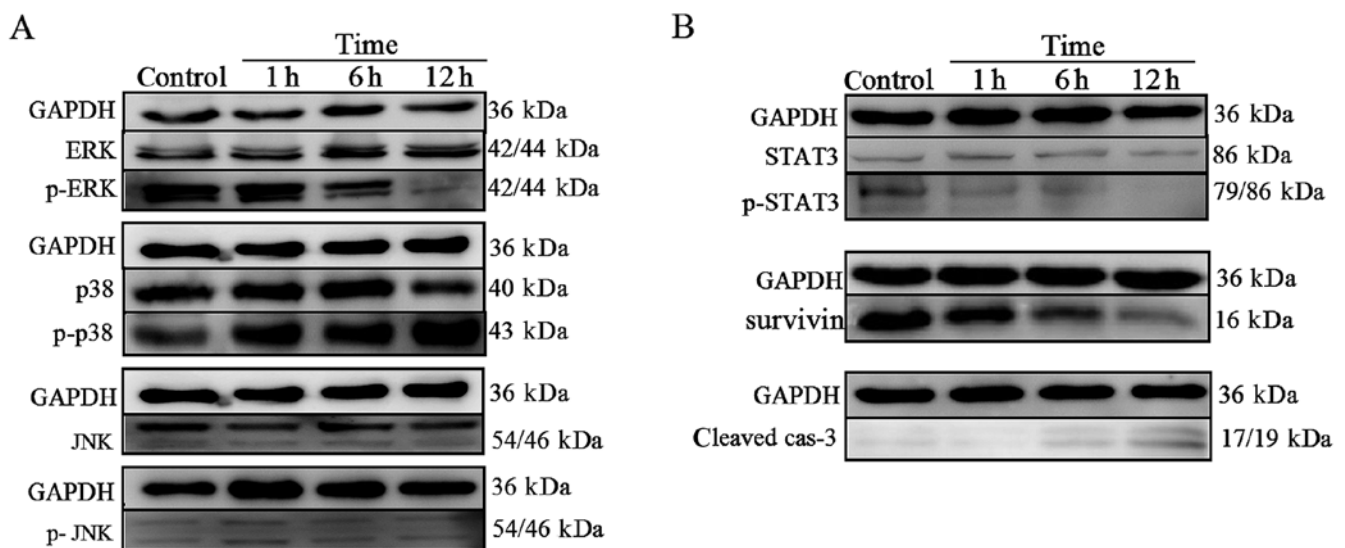 A
Time
Control 1 h 6 h 12 h
GAPDH 36 kDa
ERK 42/44 kDa
p-ERK 42/44 kDa
GAPDH 36 kDa
p38 40 kDa
p-p38 43 kDa
GAPDH 36 kDa
JNK 54/46 kDa
GAPDH 36 kDa
p- JNK 54/46 kDa
B
Time
Control 1 h 6 h 12 h
GAPDH 36 kDa
STAT3 86 kDa
p-STAT3 79/86 kDa
GAPDH 36 kDa
survivin 16 kDa
GAPDH 36 kDa
Cleaved cas-3 17/19 kDa